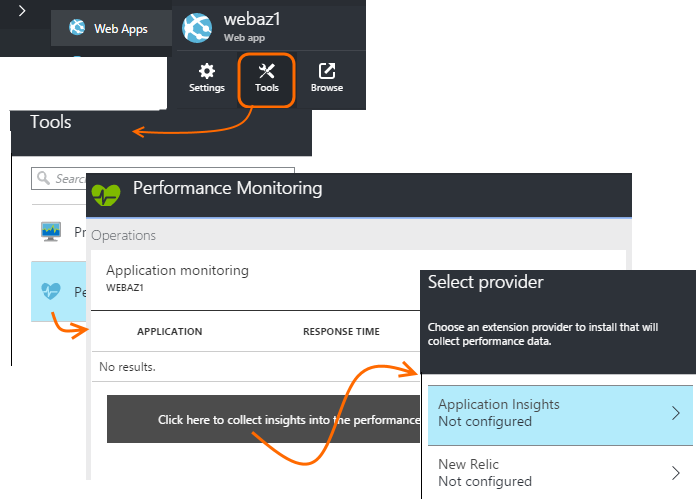 Web Apps
webaz1
Web app
Settings
Tools
Browse
Tools
Search
Performance Monitoring
Operations
Application monitoring
WEBAZ1
APPLICATION
RESPONSE TIME
No results.
Click here to collect insights into the performance
Select provider
Choose an extension provider to install that will
collect performance data.
Application Insights
Not configured
New Relic
Not configured